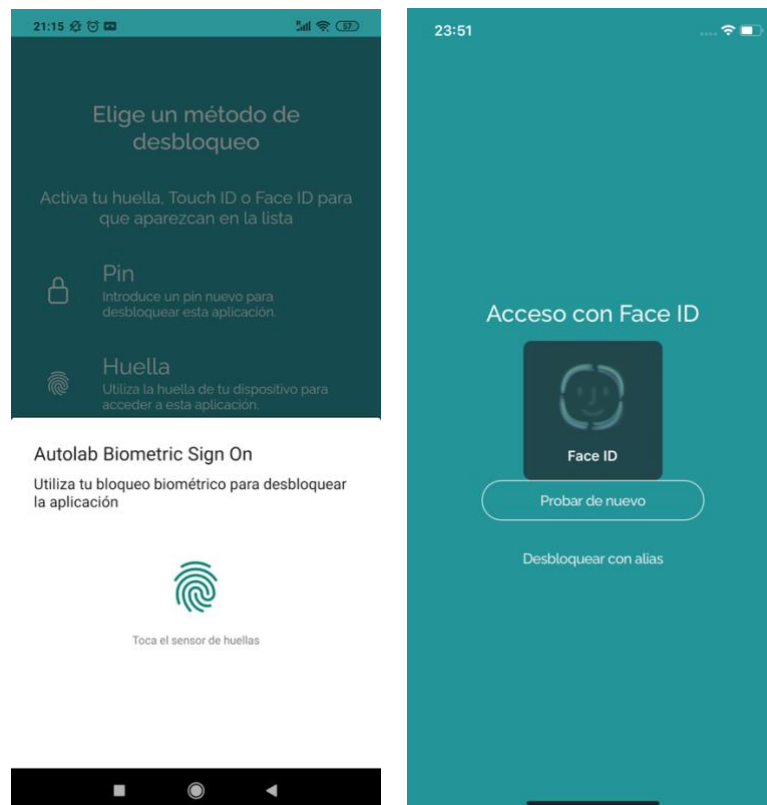 21:15
57
Elige un método de
desbloqueo
Activa tu huella, Touch ID o Face ID para
que aparezcan en la lista
Pin
Introduce un pin nuevo para
desbloquear esta aplicación.
Huella
Utiliza la huella de tu dispositivo para
acceder a esta aplicación.
Autolab Biometric Sign On
Utiliza tu bloqueo biométrico para desbloquear
la aplicación
Toca el sensor de huellas
23:51
Acceso con Face ID
Face ID
Probar de nuevo
Desbloquear con alias